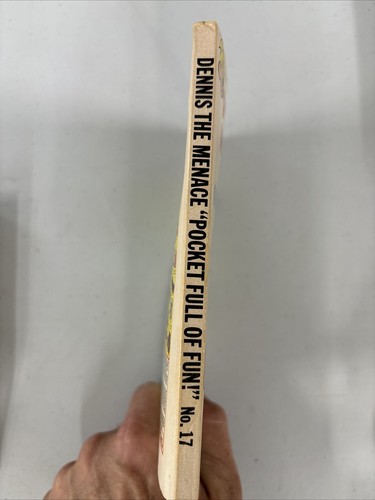 DENNIS THE MENACE "POCKET FULL OF FUN!" No. 17